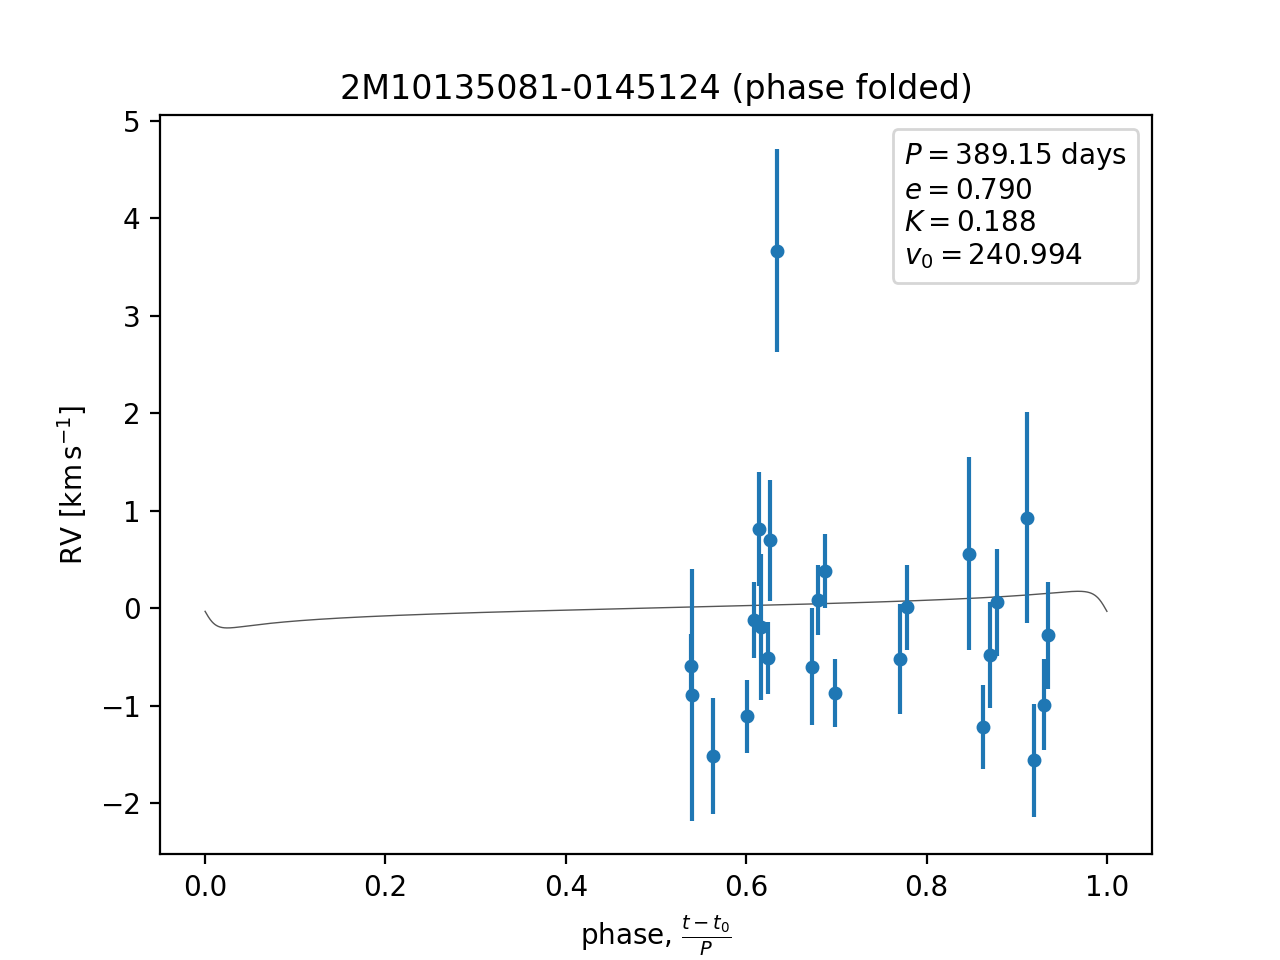 2M10135081-0145124 (phase folded)
P = 389.15 days
e = 0.790
K = 0.188
v₀ = 240.994
RV [km s⁻¹]
5
4
3
2
1
0
−1
−2
0.0 0.2 0.4 0.6 0.8 1.0
phase, (t − t₀)/P